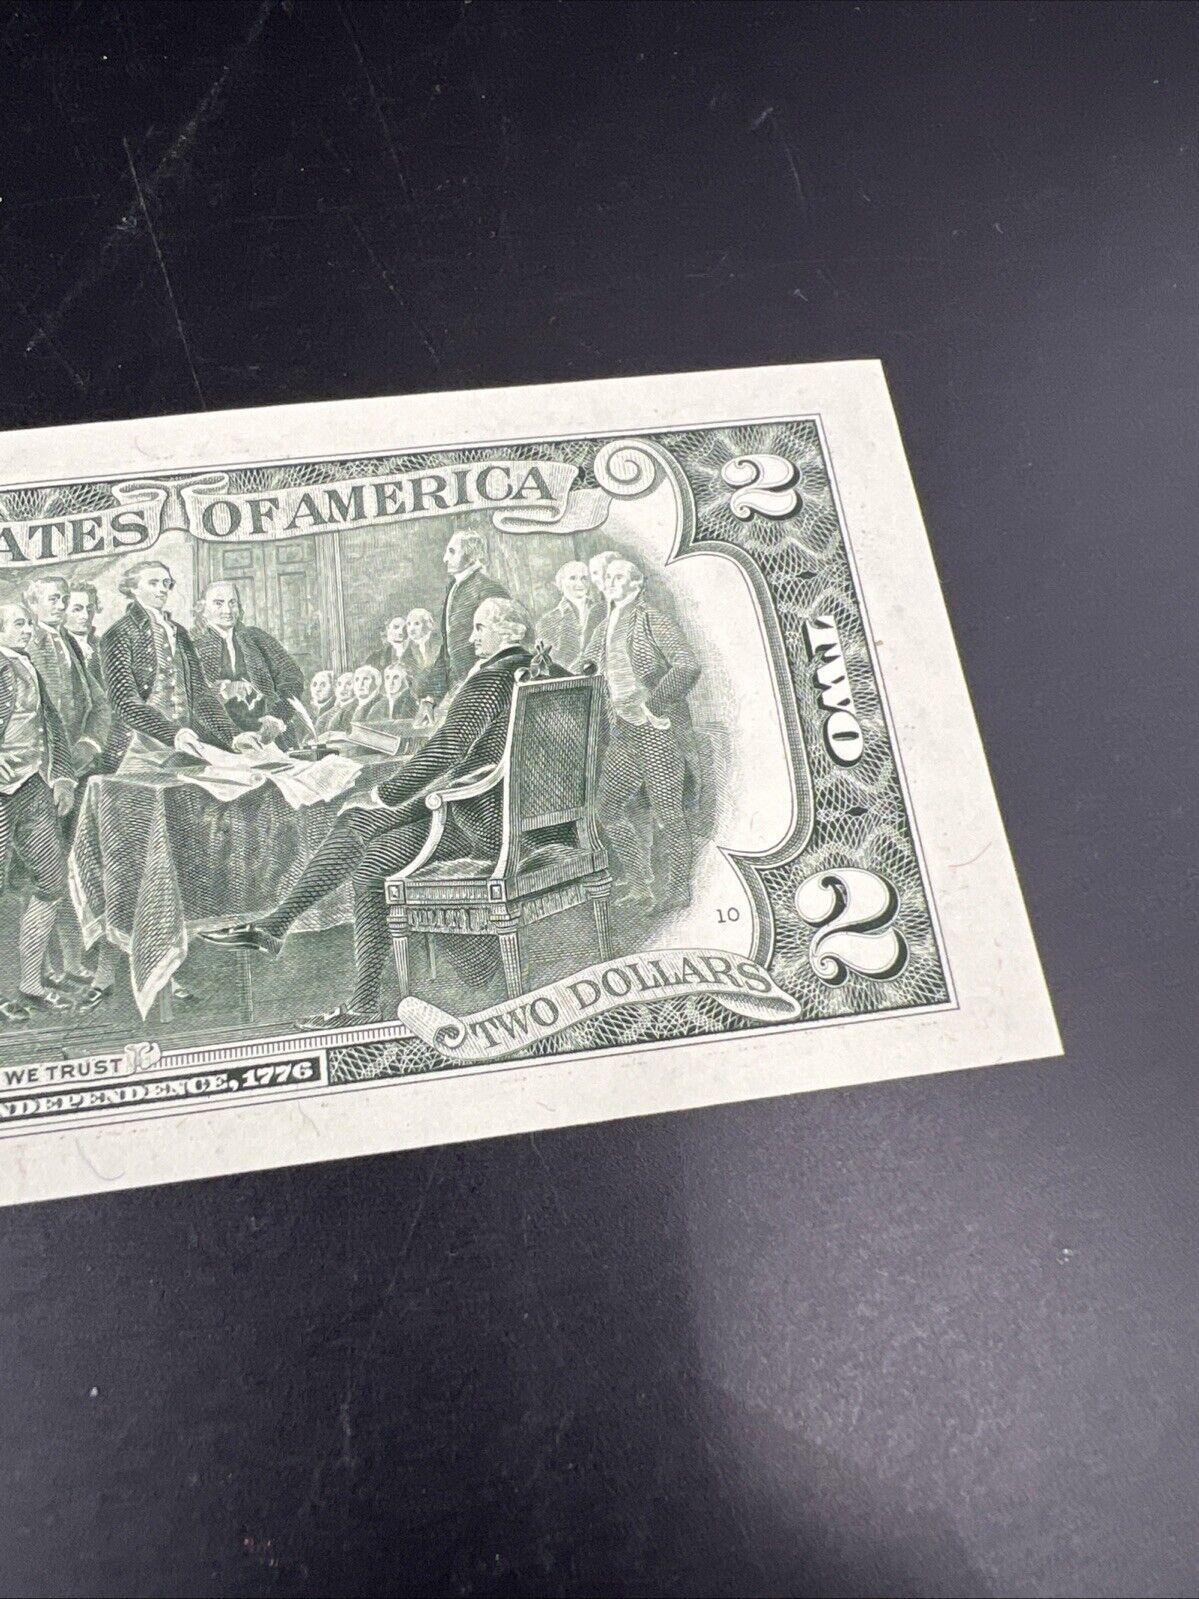 ATES OF AMERICA
2
TWO
2
10
TWO DOLLARS
WE TRUST
NDEPENDENCE, 1776